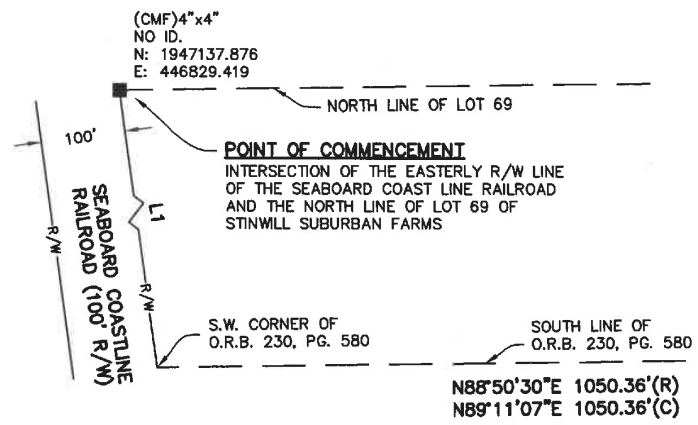 (CMF)4"x4"
NO ID.
N: 1947137.876
E: 446829.419
NORTH LINE OF LOT 69
100'
POINT OF COMMENCEMENT
INTERSECTION OF THE EASTERLY R/W LINE
OF THE SEABOARD COAST LINE RAILROAD
AND THE NORTH LINE OF LOT 69 OF
STINWILL SUBURBAN FARMS
L1
R/W
SEABOARD COASTLINE
RAILROAD (100' R/W)
R/W
S.W. CORNER OF
O.R.B. 230, PG. 580
SOUTH LINE OF
O.R.B. 230, PG. 580
N88°50'30"E 1050.36'(R)
N89°11'07"E 1050.36'(C)